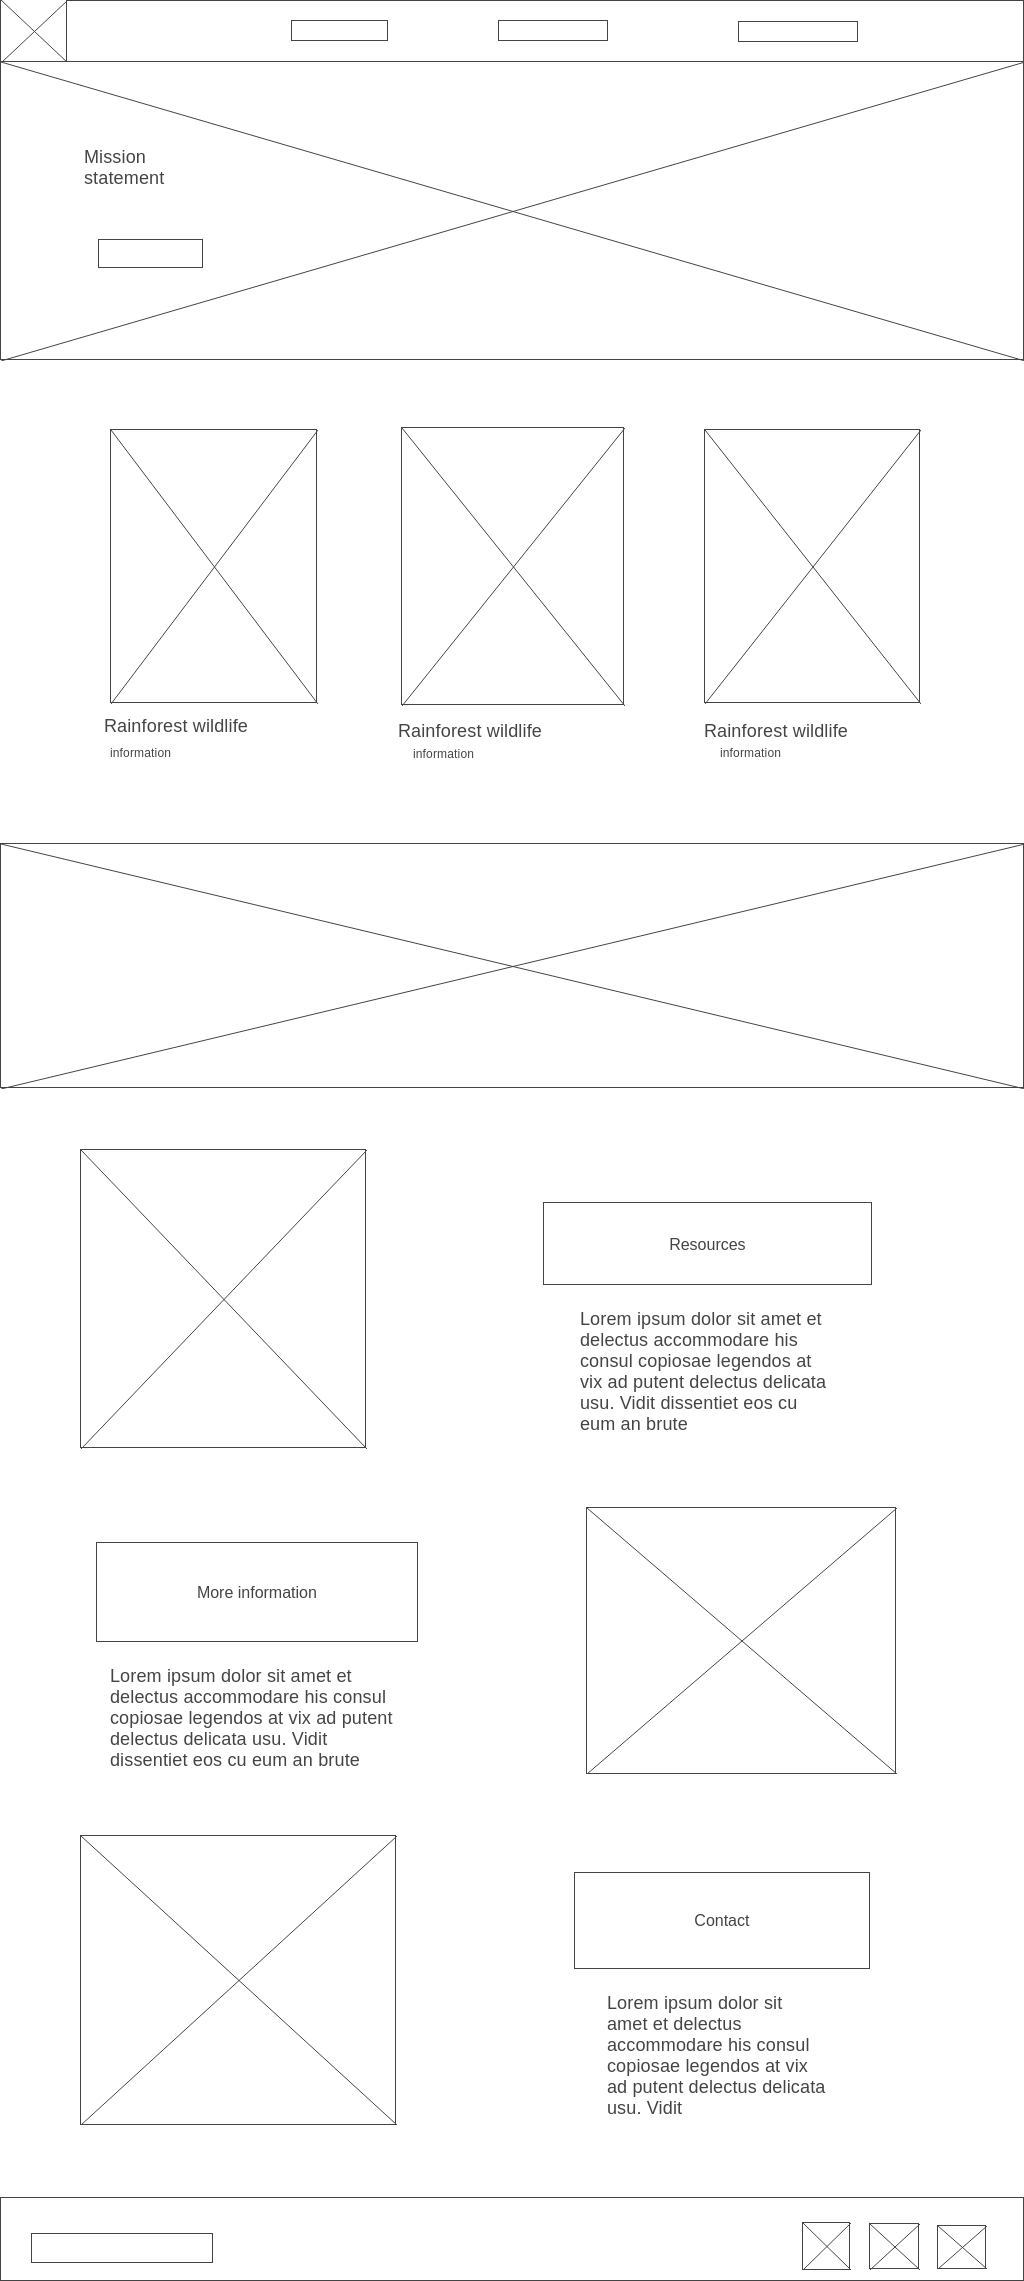 Mission
statement
Rainforest wildlife
information
Rainforest wildlife
information
Rainforest wildlife
information
Resources
Lorem ipsum dolor sit amet et
delectus accommodare his
consul copiosae legendos at
vix ad putent delectus delicata
usu. Vidit dissentiet eos cu
eum an brute
More information
Lorem ipsum dolor sit amet et
delectus accommodare his consul
copiosae legendos at vix ad putent
delectus delicata usu. Vidit
dissentiet eos cu eum an brute
Contact
Lorem ipsum dolor sit
amet et delectus
accommodare his consul
copiosae legendos at vix
ad putent delectus delicata
usu. Vidit